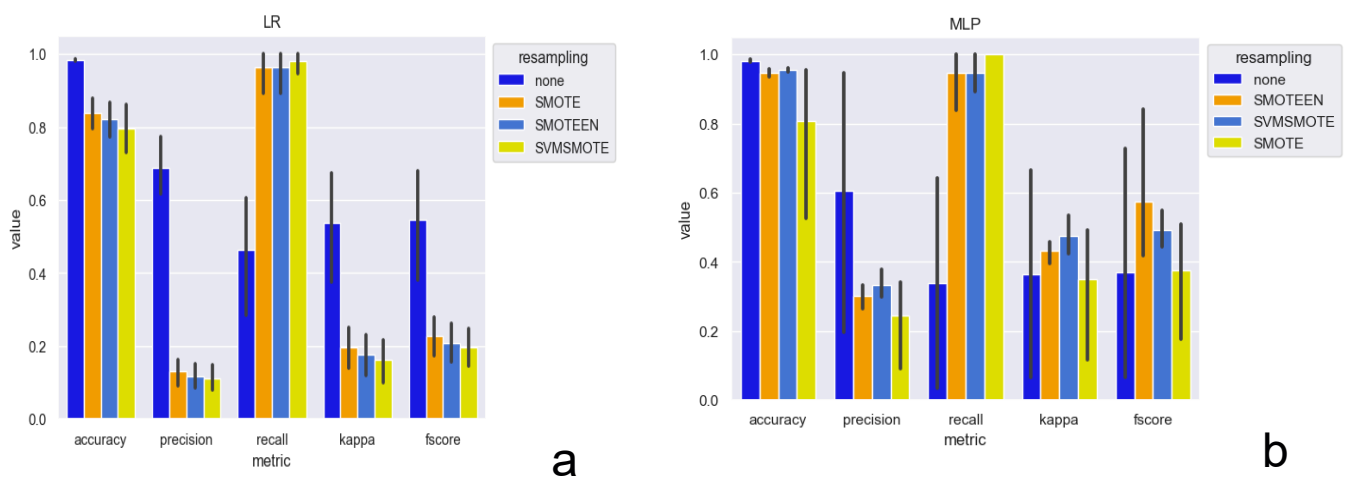 LR
1.0
0.8
0.6
0.4
0.2
0.0
value
accuracy precision recall kappa fscore
metric
resampling
none
SMOTE
SMOTEEN
SVMSMOTE
a
MLP
1.0
0.8
0.6
0.4
0.2
0.0
value
accuracy precision recall kappa fscore
metric
resampling
none
SMOTEEN
SVMSMOTE
SMOTE
b